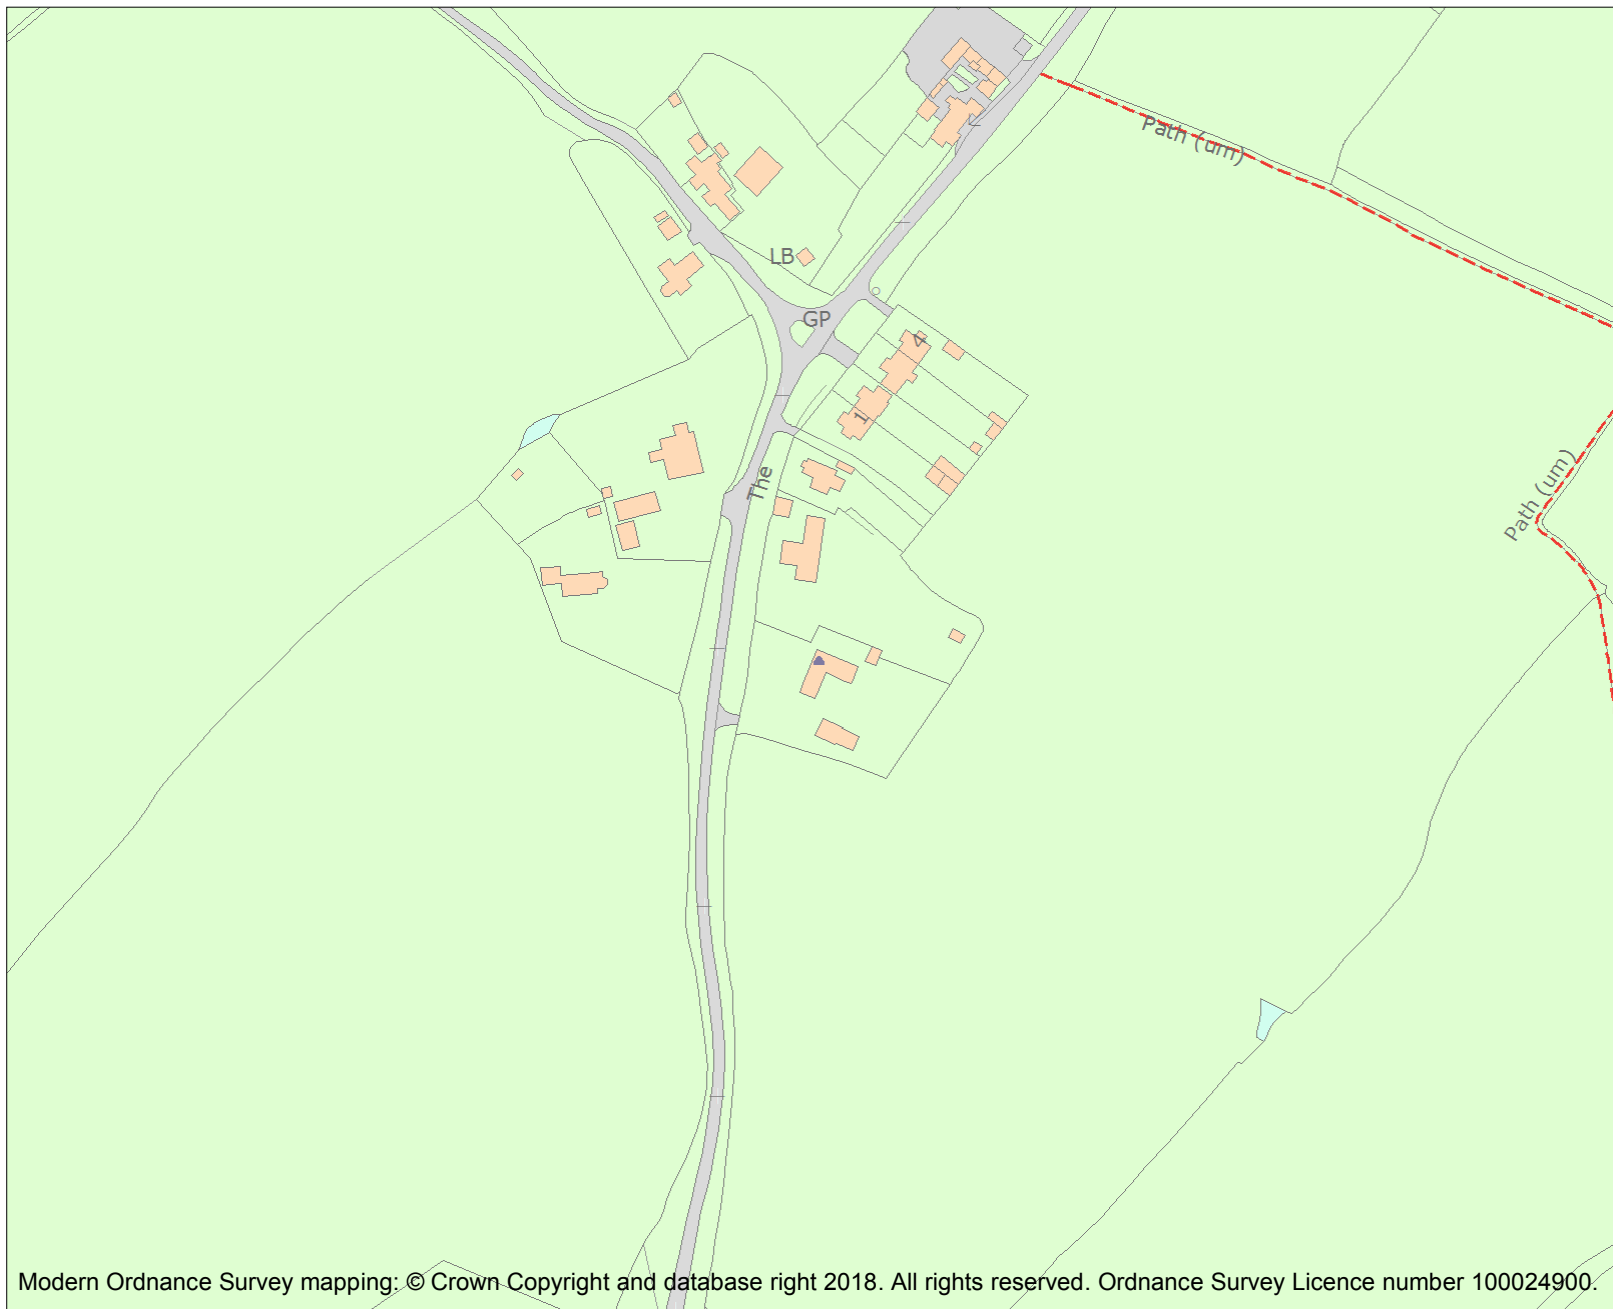 Path (um)
LB
GP
4
1
The
Path (um)
Modern Ordnance Survey mapping: © Crown Copyright and database right 2018. All rights reserved. Ordnance Survey Licence number 100024900.